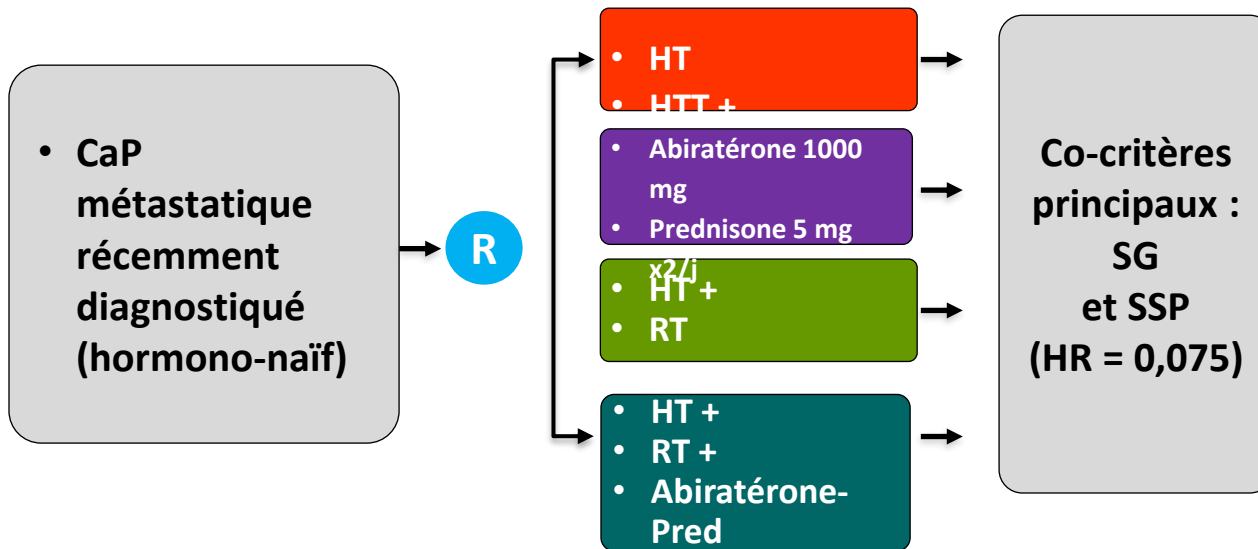 • CaP
métastatique
récemment
diagnostiqué
(hormono-naïf)
R
• HT
• HTT +
• Abiratérone 1000
mg
• Prednisone 5 mg
x2/j
• HT +
• RT
• HT +
• RT +
• Abiratérone-
Pred
Co-critères
principaux :
SG
et SSP
(HR = 0,075)